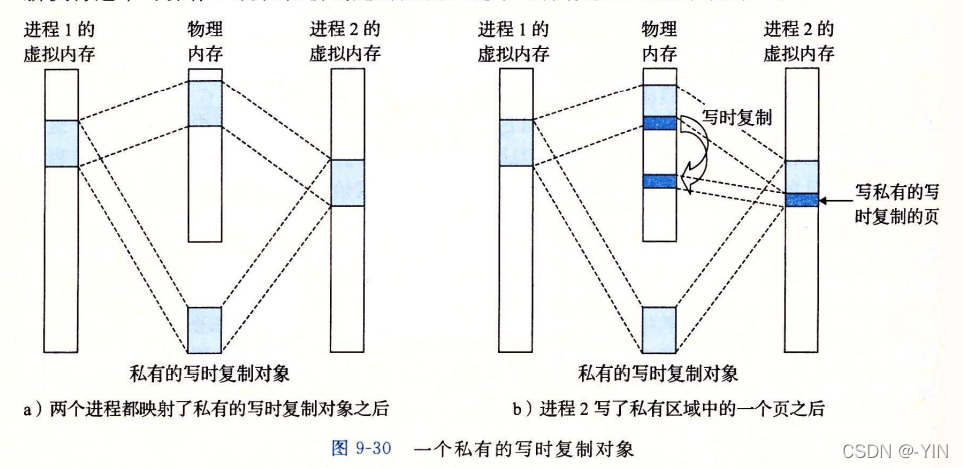 进程1的
虚拟内存
物理
内存
进程2的
虚拟内存
私有的写时复制对象
a）两个进程都映射了私有的写时复制对象之后
进程1的
虚拟内存
物理
内存
进程2的
虚拟内存
写时复制
写私有的写
时复制的页
私有的写时复制对象
b）进程2写了私有区域中的一个页之后
图 9-30 一个私有的写时复制对象
CSDN @-YIN